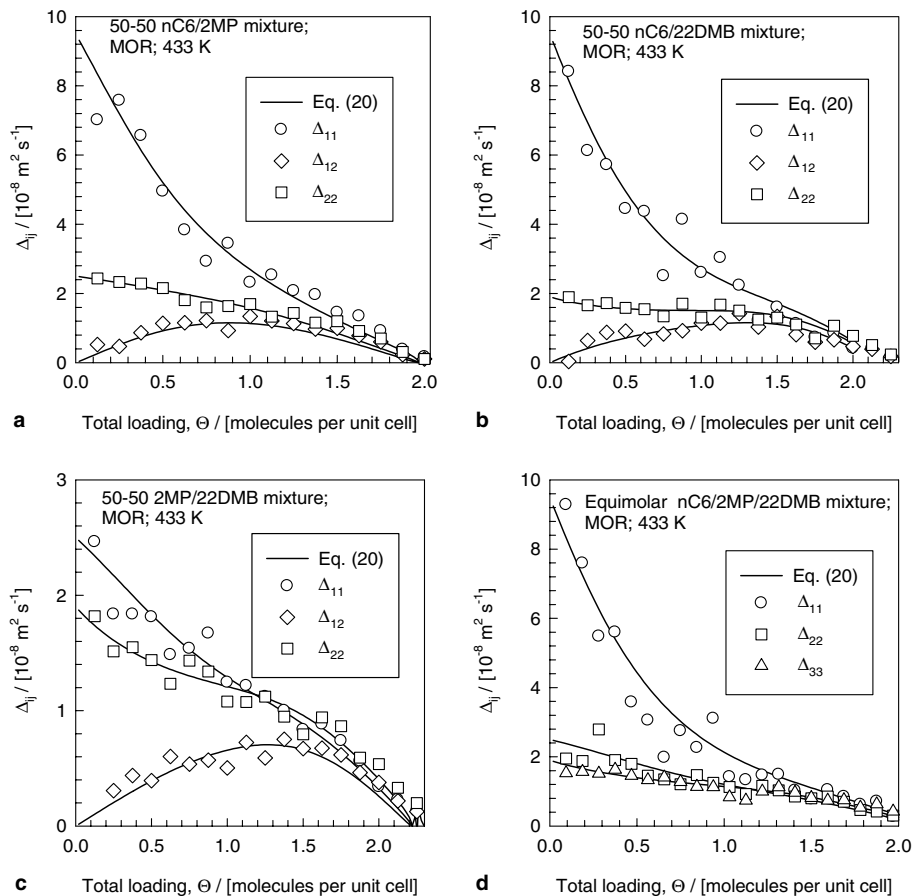 50-50 nC6/2MP mixture;
MOR; 433 K
Eq. (20)
Δ11
Δ12
Δ22
Δij / [10-8 m2 s-1]
10
8
6
4
2
0
0.0 0.5 1.0 1.5 2.0
a Total loading, Θ / [molecules per unit cell]
50-50 nC6/22DMB mixture;
MOR; 433 K
Eq. (20)
Δ11
Δ12
Δ22
Δij / [10-8 m2 s-1]
10
8
6
4
2
0
0.0 0.5 1.0 1.5 2.0
b Total loading, Θ / [molecules per unit cell]
50-50 2MP/22DMB mixture;
MOR; 433 K
Eq. (20)
Δ11
Δ12
Δ22
Δij / [10-8 m2 s-1]
3
2
1
0
0.0 0.5 1.0 1.5 2.0
c Total loading, Θ / [molecules per unit cell]
Equimolar nC6/2MP/22DMB mixture;
MOR; 433 K
Eq. (20)
Δ11
Δ22
Δ33
Δij / [10-8 m2 s-1]
10
8
6
4
2
0
0.0 0.5 1.0 1.5 2.0
d Total loading, Θ / [molecules per unit cell]